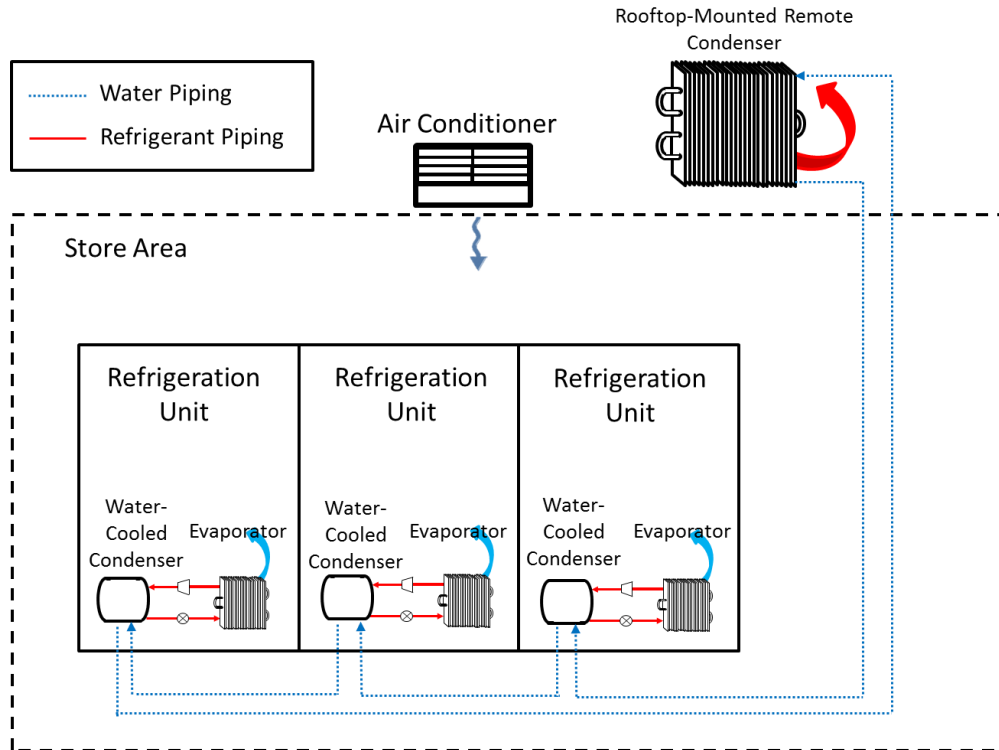 Rooftop-Mounted Remote
Condenser
Water Piping
Refrigerant Piping
Air Conditioner
Store Area
Refrigeration
Unit
Refrigeration
Unit
Refrigeration
Unit
Water-
Cooled
Condenser
Evaporator
Water-
Cooled
Condenser
Evaporator
Water-
Cooled
Condenser
Evaporator